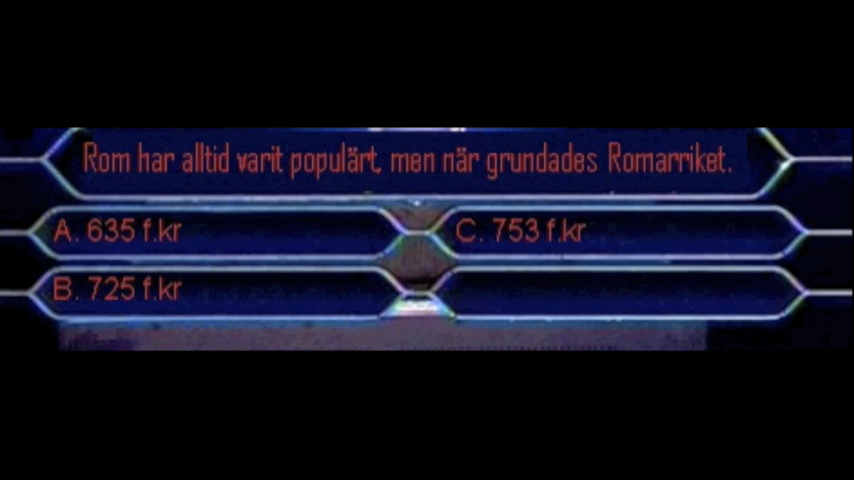 Rom har alltid varit populärt, men när grundades Romarriket.
A. 635 f.kr
C. 753 f.kr
B. 725 f.kr